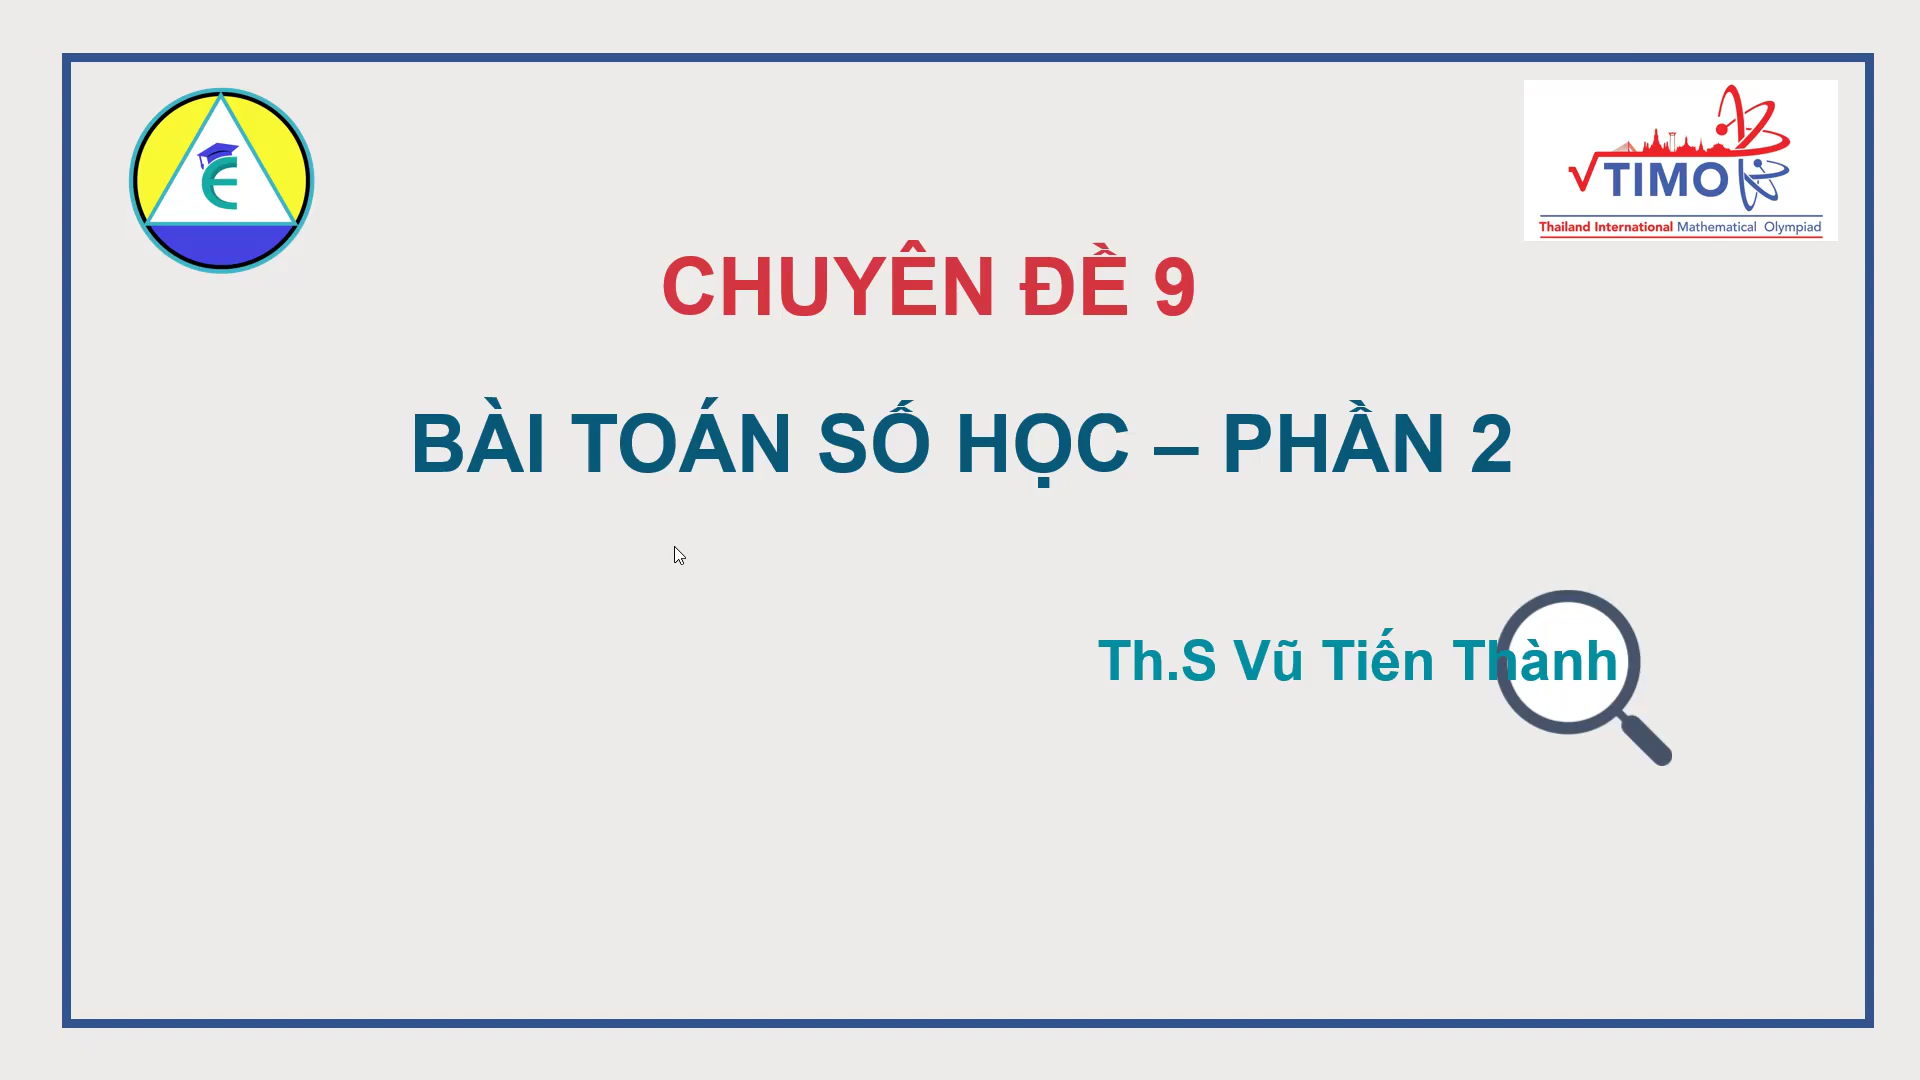 √TIMO
Thailand International Mathematical Olympiad
CHUYÊN ĐỀ 9
BÀI TOÁN SỐ HỌC – PHẦN 2
Th.S Vũ Tiến Thành